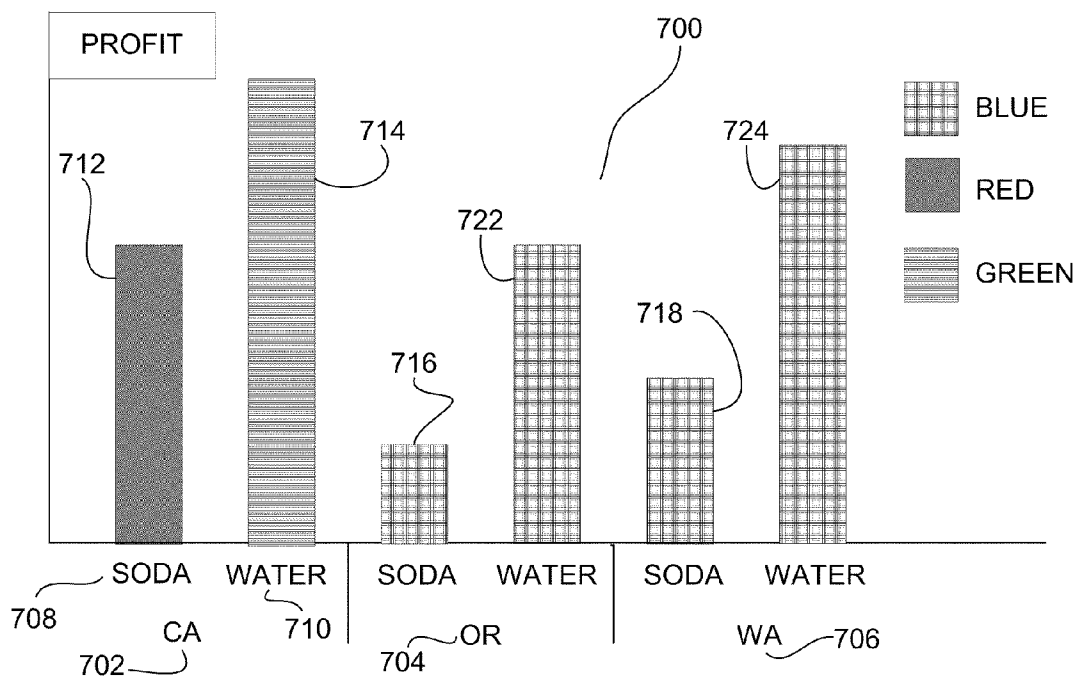 PROFIT
700
BLUE
714
724
712
RED
722
GREEN
718
716
SODA WATER SODA WATER SODA WATER
708 710
CA OR WA
702 704 706